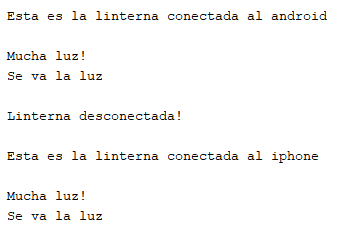 Esta es la linterna conectada al android
Mucha luz!
Se va la luz
Linterna desconectada!
Esta es la linterna conectada al iphone
Mucha luz!
Se va la luz